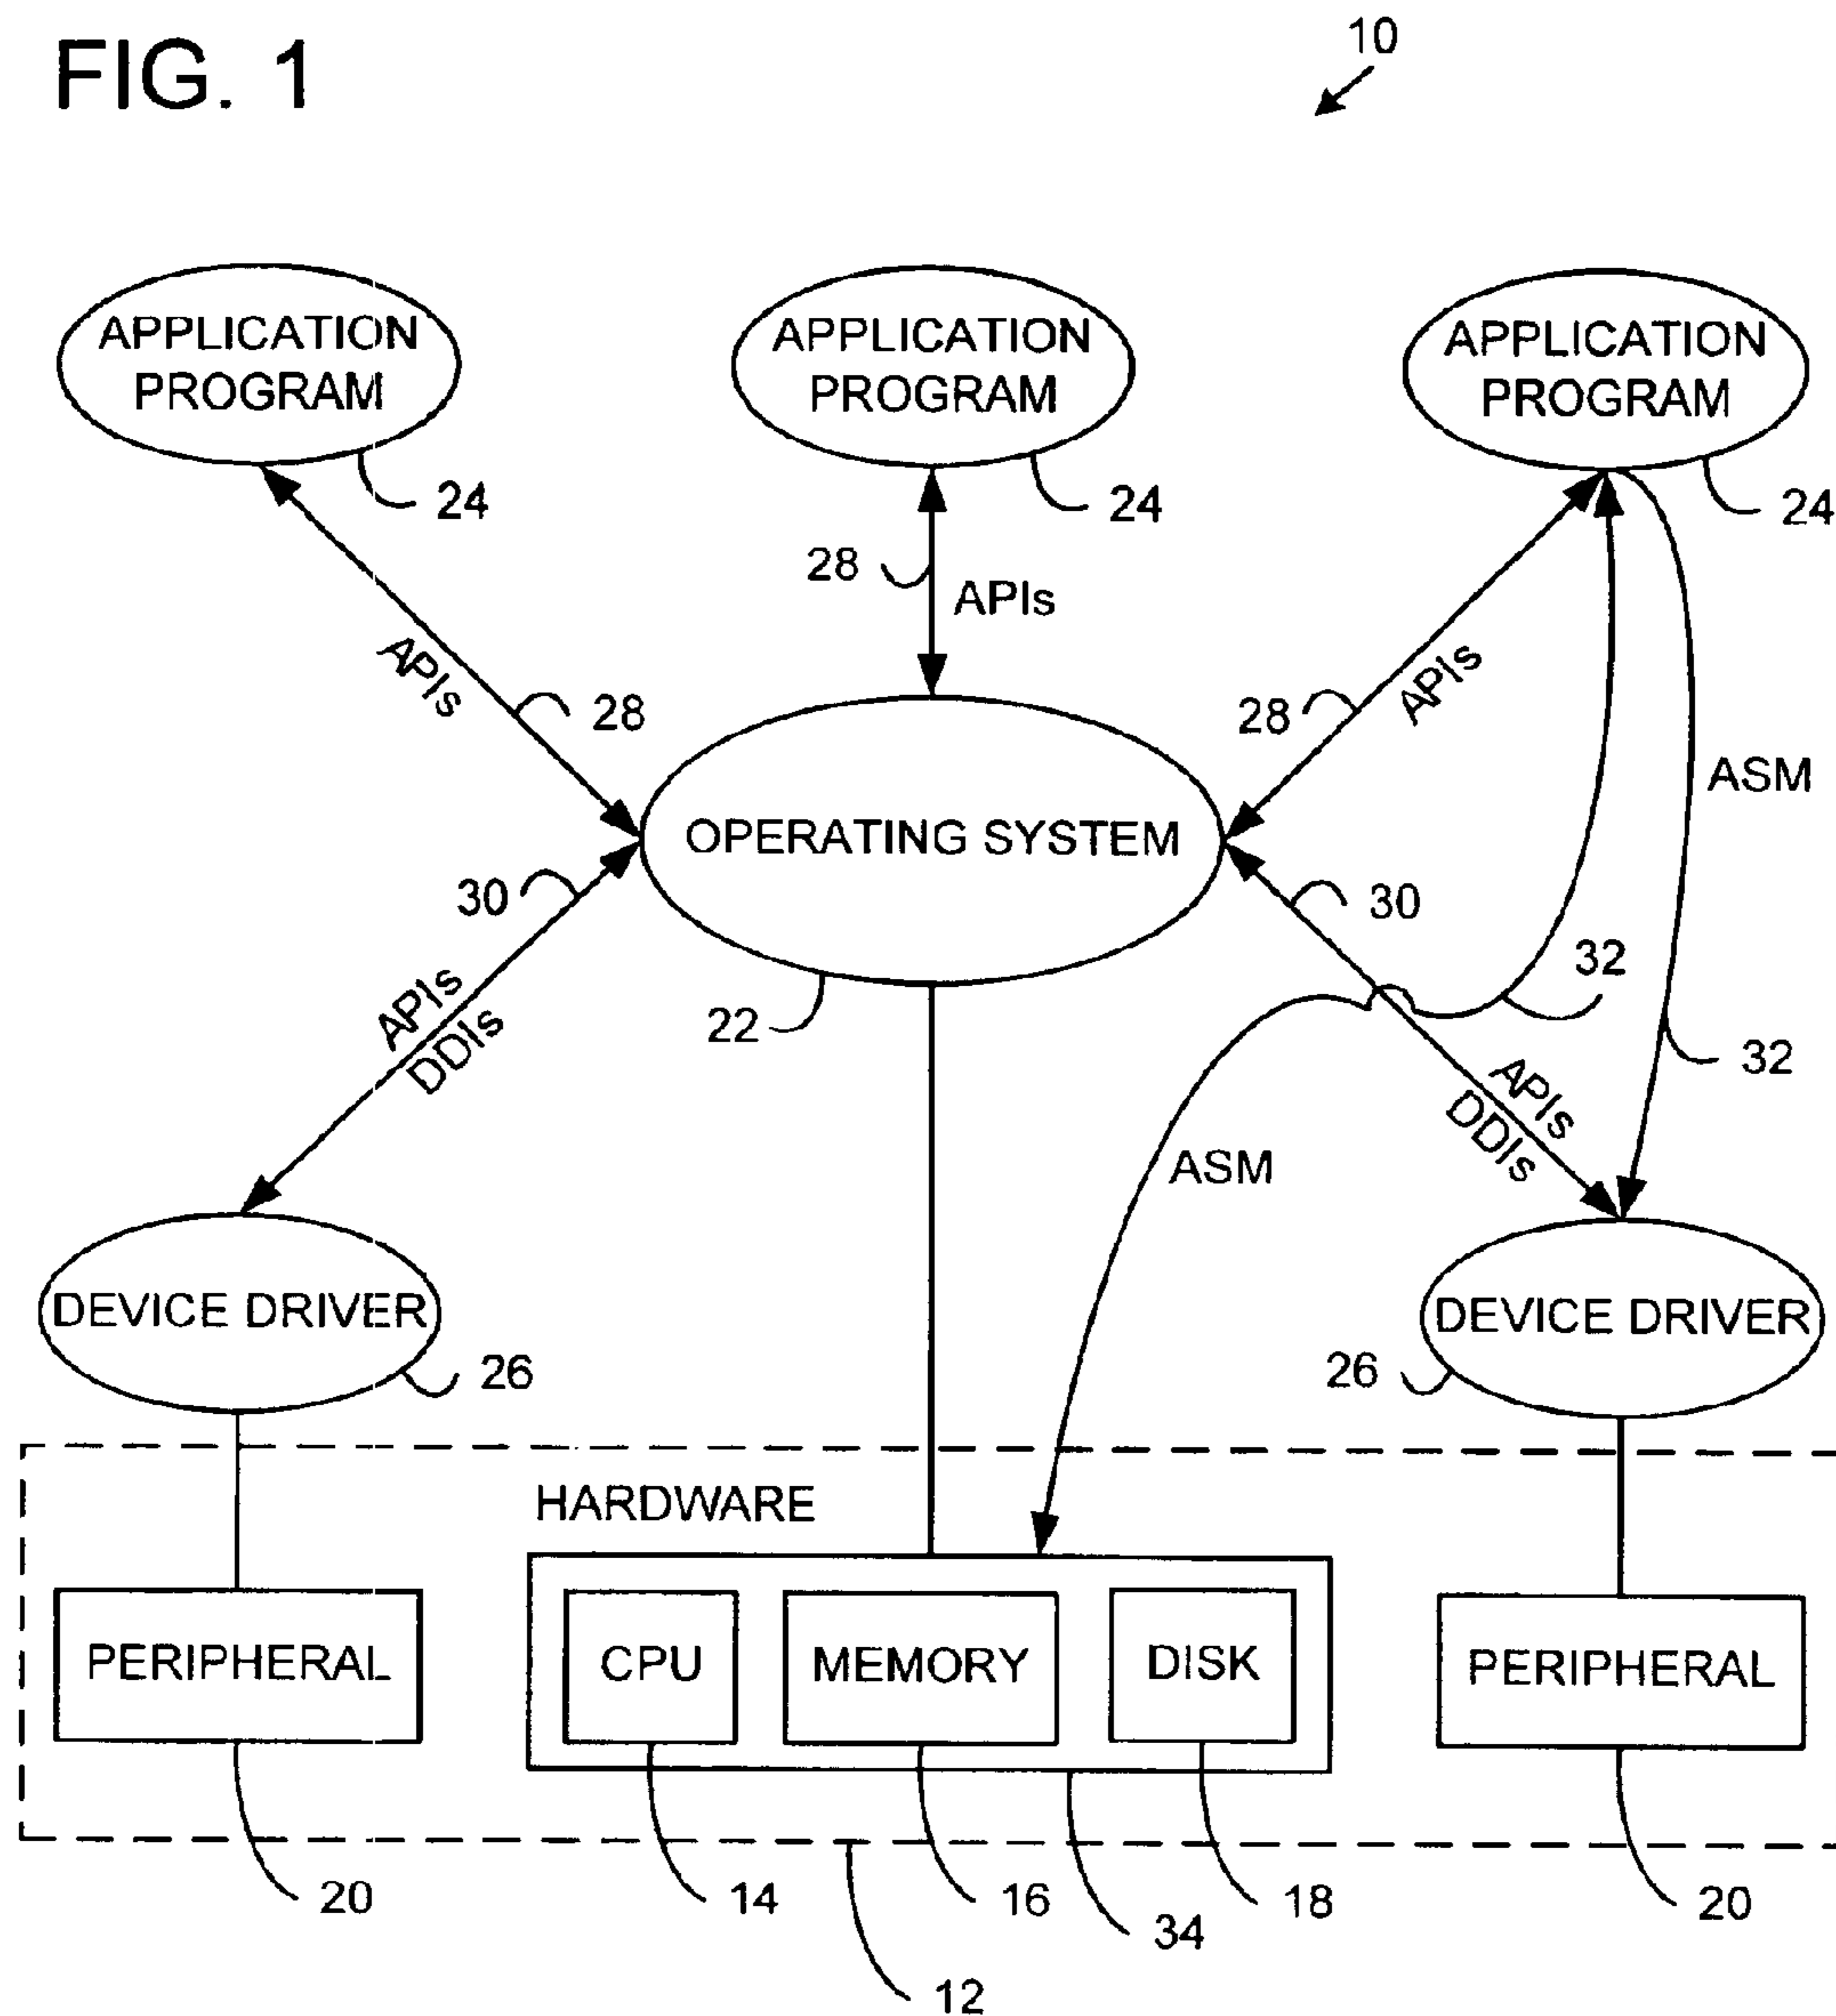 FIG. 1
10
APPLICATION
PROGRAM
24
APPLICATION
PROGRAM
24
APPLICATION
PROGRAM
24
APIs
28
28
APIs
28
APIs
ASM
OPERATING SYSTEM
22
30
APIs
DDIs
30
APIs
DDIs
32
32
ASM
DEVICE DRIVER
26
DEVICE DRIVER
26
HARDWARE
PERIPHERAL
CPU
MEMORY
DISK
PERIPHERAL
20
14
16
34
18
20
12